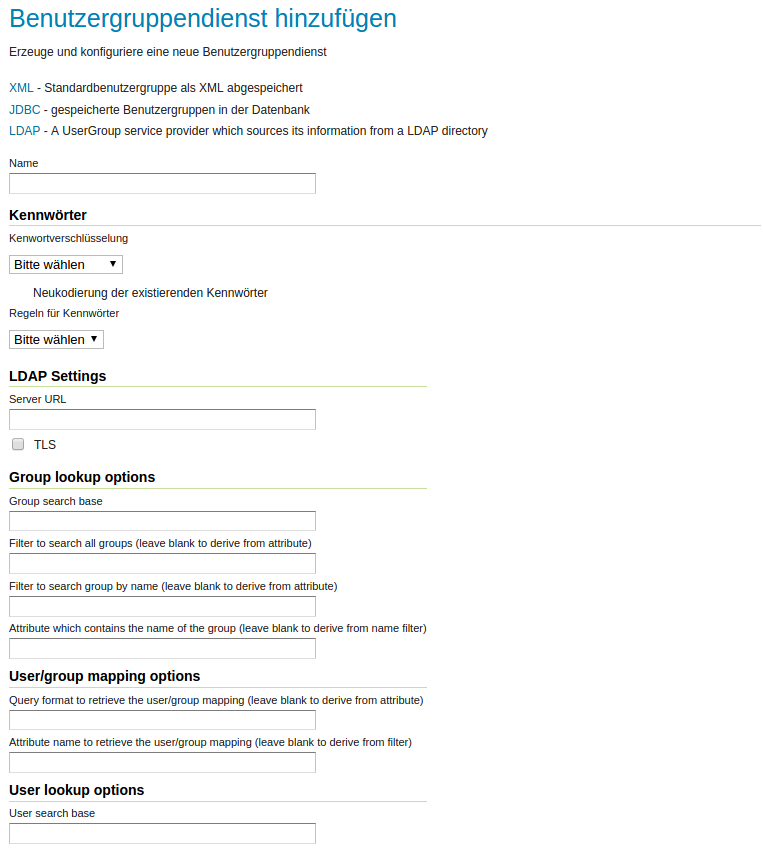 Benutzergruppendienst hinzufügen
Erzeuge und konfiguriere eine neue Benutzergruppendienst
XML - Standardbenutzergruppe als XML abgespeichert
JDBC - gespeicherte Benutzergruppen in der Datenbank
LDAP - A UserGroup service provider which sources its information from a LDAP directory
Name
Kennwörter
Kenwortverschlüsselung
Bitte wählen
Neukodierung der existierenden Kennwörter
Regeln für Kennwörter
Bitte wählen
LDAP Settings
Server URL
TLS
Group lookup options
Group search base
Filter to search all groups (leave blank to derive from attribute)
Filter to search group by name (leave blank to derive from attribute)
Attribute which contains the name of the group (leave blank to derive from name filter)
User/group mapping options
Query format to retrieve the user/group mapping (leave blank to derive from attribute)
Attribute name to retrieve the user/group mapping (leave blank to derive from filter)
User lookup options
User search base